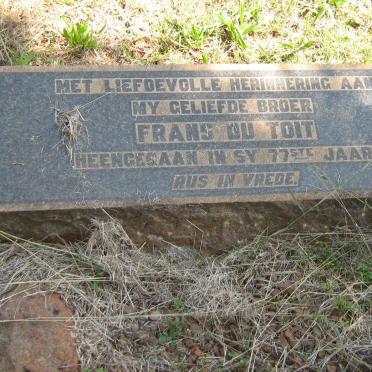 MET LIEFDEVOLLE HERINNERING AAN
MY GELIEFDE BROER
FRANS DU TOIT
HEENGEGAAN IN SY 77STE JAAR
RUS IN VREDE